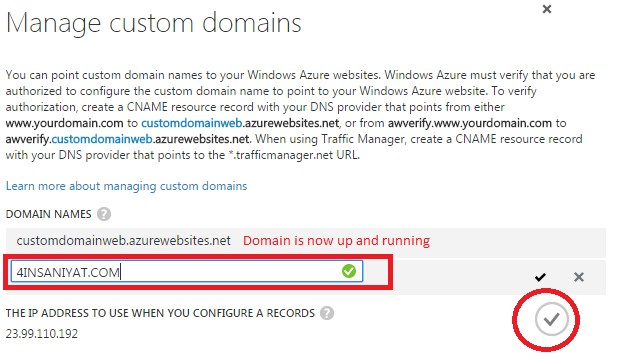 Manage custom domains
You can point custom domain names to your Windows Azure websites. Windows Azure must verify that you are
authorized to configure the custom domain name to point to your Windows Azure website. To verify
authorization, create a CNAME resource record with your DNS provider that points from either
www.yourdomain.com to customdomainweb.azurewebsites.net, or from awverify.www.yourdomain.com to
awverify.customdomainweb.azurewebsites.net. When using Traffic Manager, create a CNAME resource record
with your DNS provider that points to the *.trafficmanager.net URL.
Learn more about managing custom domains
DOMAIN NAMES ?
customdomainweb.azurewebsites.net Domain is now up and running
4INSANIYAT.COM
THE IP ADDRESS TO USE WHEN YOU CONFIGURE A RECORDS ?
23.99.110.192